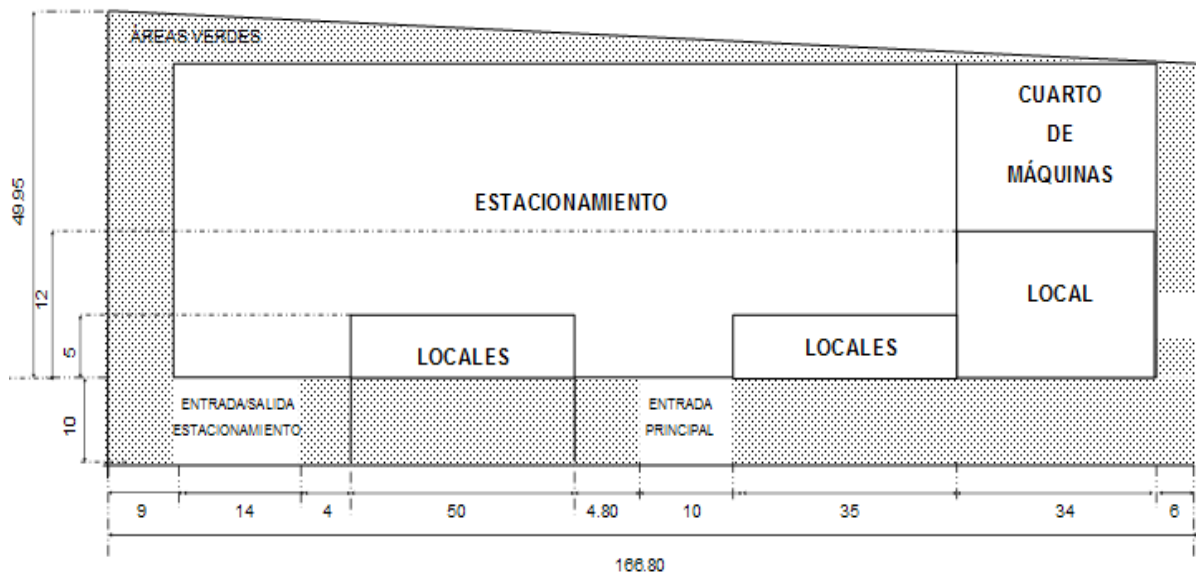 ÁREAS VERDES
CUARTO
DE
MÁQUINAS
ESTACIONAMIENTO
49.95
12
LOCAL
5
LOCALES
LOCALES
10
ENTRADA/SALIDA
ESTACIONAMIENTO
ENTRADA
PRINCIPAL
9
14
4
50
4.80
10
35
34
6
166.80